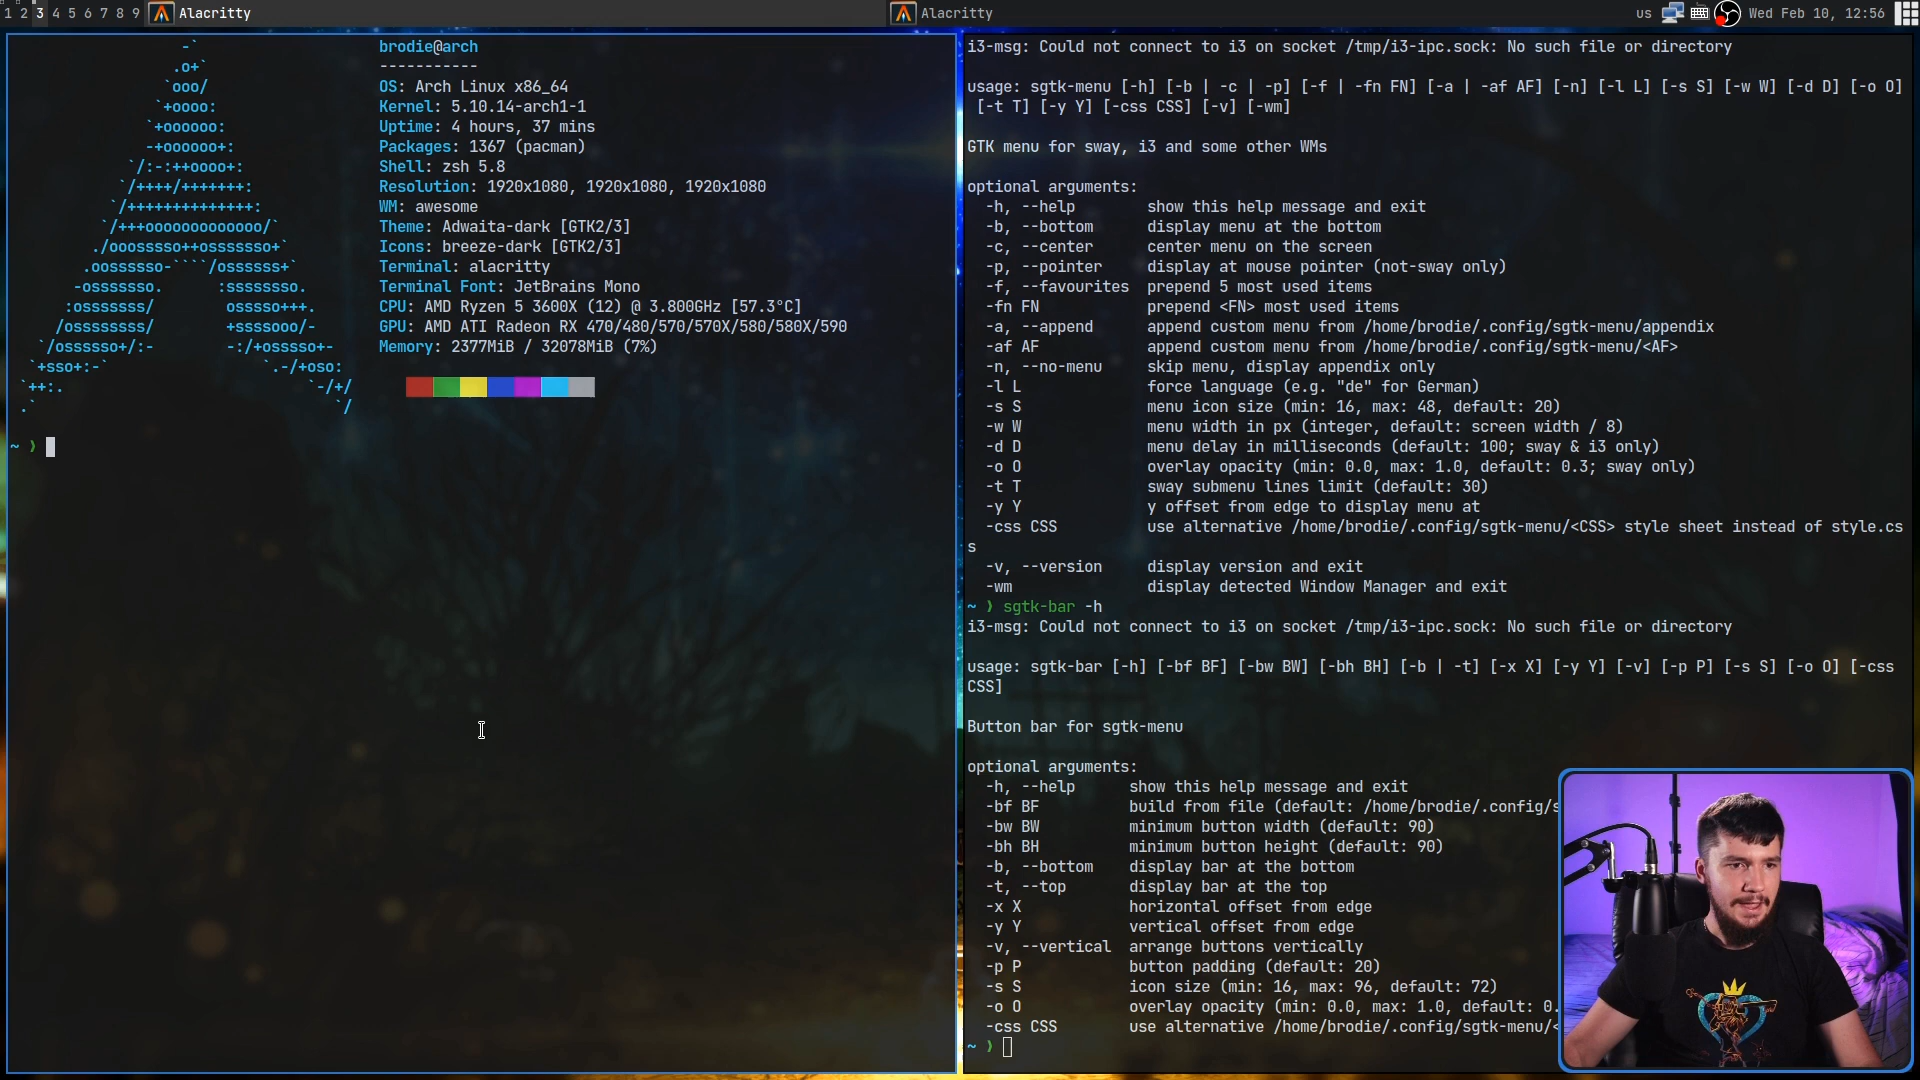 1 2 3 4 5 6 7 8 9 Alacritty
Alacritty
us Wed Feb 10, 12:56
brodie@arch
-----------
OS: Arch Linux x86_64
Kernel: 5.10.14-arch1-1
Uptime: 4 hours, 37 mins
Packages: 1367 (pacman)
Shell: zsh 5.8
Resolution: 1920x1080, 1920x1080, 1920x1080
WM: awesome
Theme: Adwaita-dark [GTK2/3]
Icons: breeze-dark [GTK2/3]
Terminal: alacritty
Terminal Font: JetBrains Mono
CPU: AMD Ryzen 5 3600X (12) @ 3.800GHz [57.3°C]
GPU: AMD ATI Radeon RX 470/480/570/570X/580/580X/590
Memory: 2377MiB / 32078MiB (7%)
~ ❯
i3-msg: Could not connect to i3 on socket /tmp/i3-ipc.sock: No such file or directory
usage: sgtk-menu [-h] [-b | -c | -p] [-f | -fn FN] [-a | -af AF] [-n] [-l L] [-s S] [-w W] [-d D] [-o O]
[-t T] [-y Y] [-css CSS] [-v] [-wm]
GTK menu for sway, i3 and some other WMs
optional arguments:
-h, --help show this help message and exit
-b, --bottom display menu at the bottom
-c, --center center menu on the screen
-p, --pointer display at mouse pointer (not-sway only)
-f, --favourites prepend 5 most used items
-fn FN prepend <FN> most used items
-a, --append append custom menu from /home/brodie/.config/sgtk-menu/appendix
-af AF append custom menu from /home/brodie/.config/sgtk-menu/<AF>
-n, --no-menu skip menu, display appendix only
-l L force language (e.g. "de" for German)
-s S menu icon size (min: 16, max: 48, default: 20)
-w W menu width in px (integer, default: screen width / 8)
-d D menu delay in milliseconds (default: 100; sway & i3 only)
-o O overlay opacity (min: 0.0, max: 1.0, default: 0.3; sway only)
-t T sway submenu lines limit (default: 30)
-y Y y offset from edge to display menu at
-css CSS use alternative /home/brodie/.config/sgtk-menu/<CSS> style sheet instead of style.cs
s
-v, --version display version and exit
-wm display detected Window Manager and exit
~ ❯ sgtk-bar -h
i3-msg: Could not connect to i3 on socket /tmp/i3-ipc.sock: No such file or directory
usage: sgtk-bar [-h] [-bf BF] [-bw BW] [-bh BH] [-b | -t] [-x X] [-y Y] [-v] [-p P] [-s S] [-o O] [-css
CSS]
Button bar for sgtk-menu
optional arguments:
-h, --help show this help message and exit
-bf BF build from file (default: /home/brodie/.config/s
-bw BW minimum button width (default: 90)
-bh BH minimum button height (default: 90)
-b, --bottom display bar at the bottom
-t, --top display bar at the top
-x X horizontal offset from edge
-y Y vertical offset from edge
-v, --vertical arrange buttons vertically
-p P button padding (default: 20)
-s S icon size (min: 16, max: 96, default: 72)
-o O overlay opacity (min: 0.0, max: 1.0, default: 0.
-css CSS use alternative /home/brodie/.config/sgtk-menu/<
~ ❯